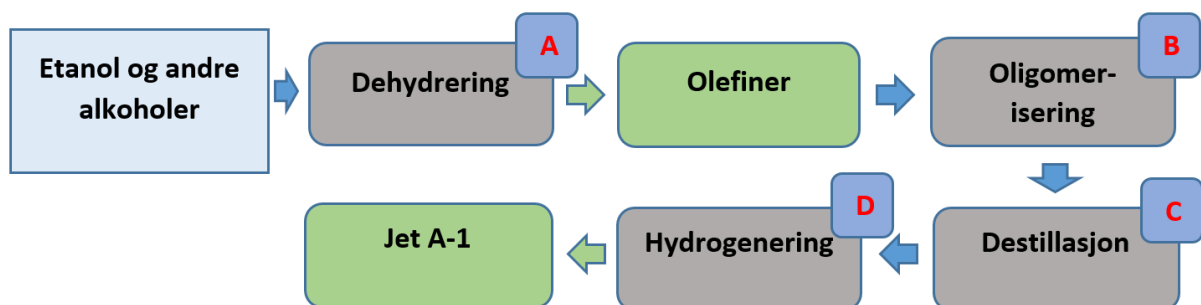 Etanol og andre
alkoholer
Dehydrering
A
Olefiner
Oligomer-
isering
B
Destillasjon
C
Hydrogenering
D
Jet A-1